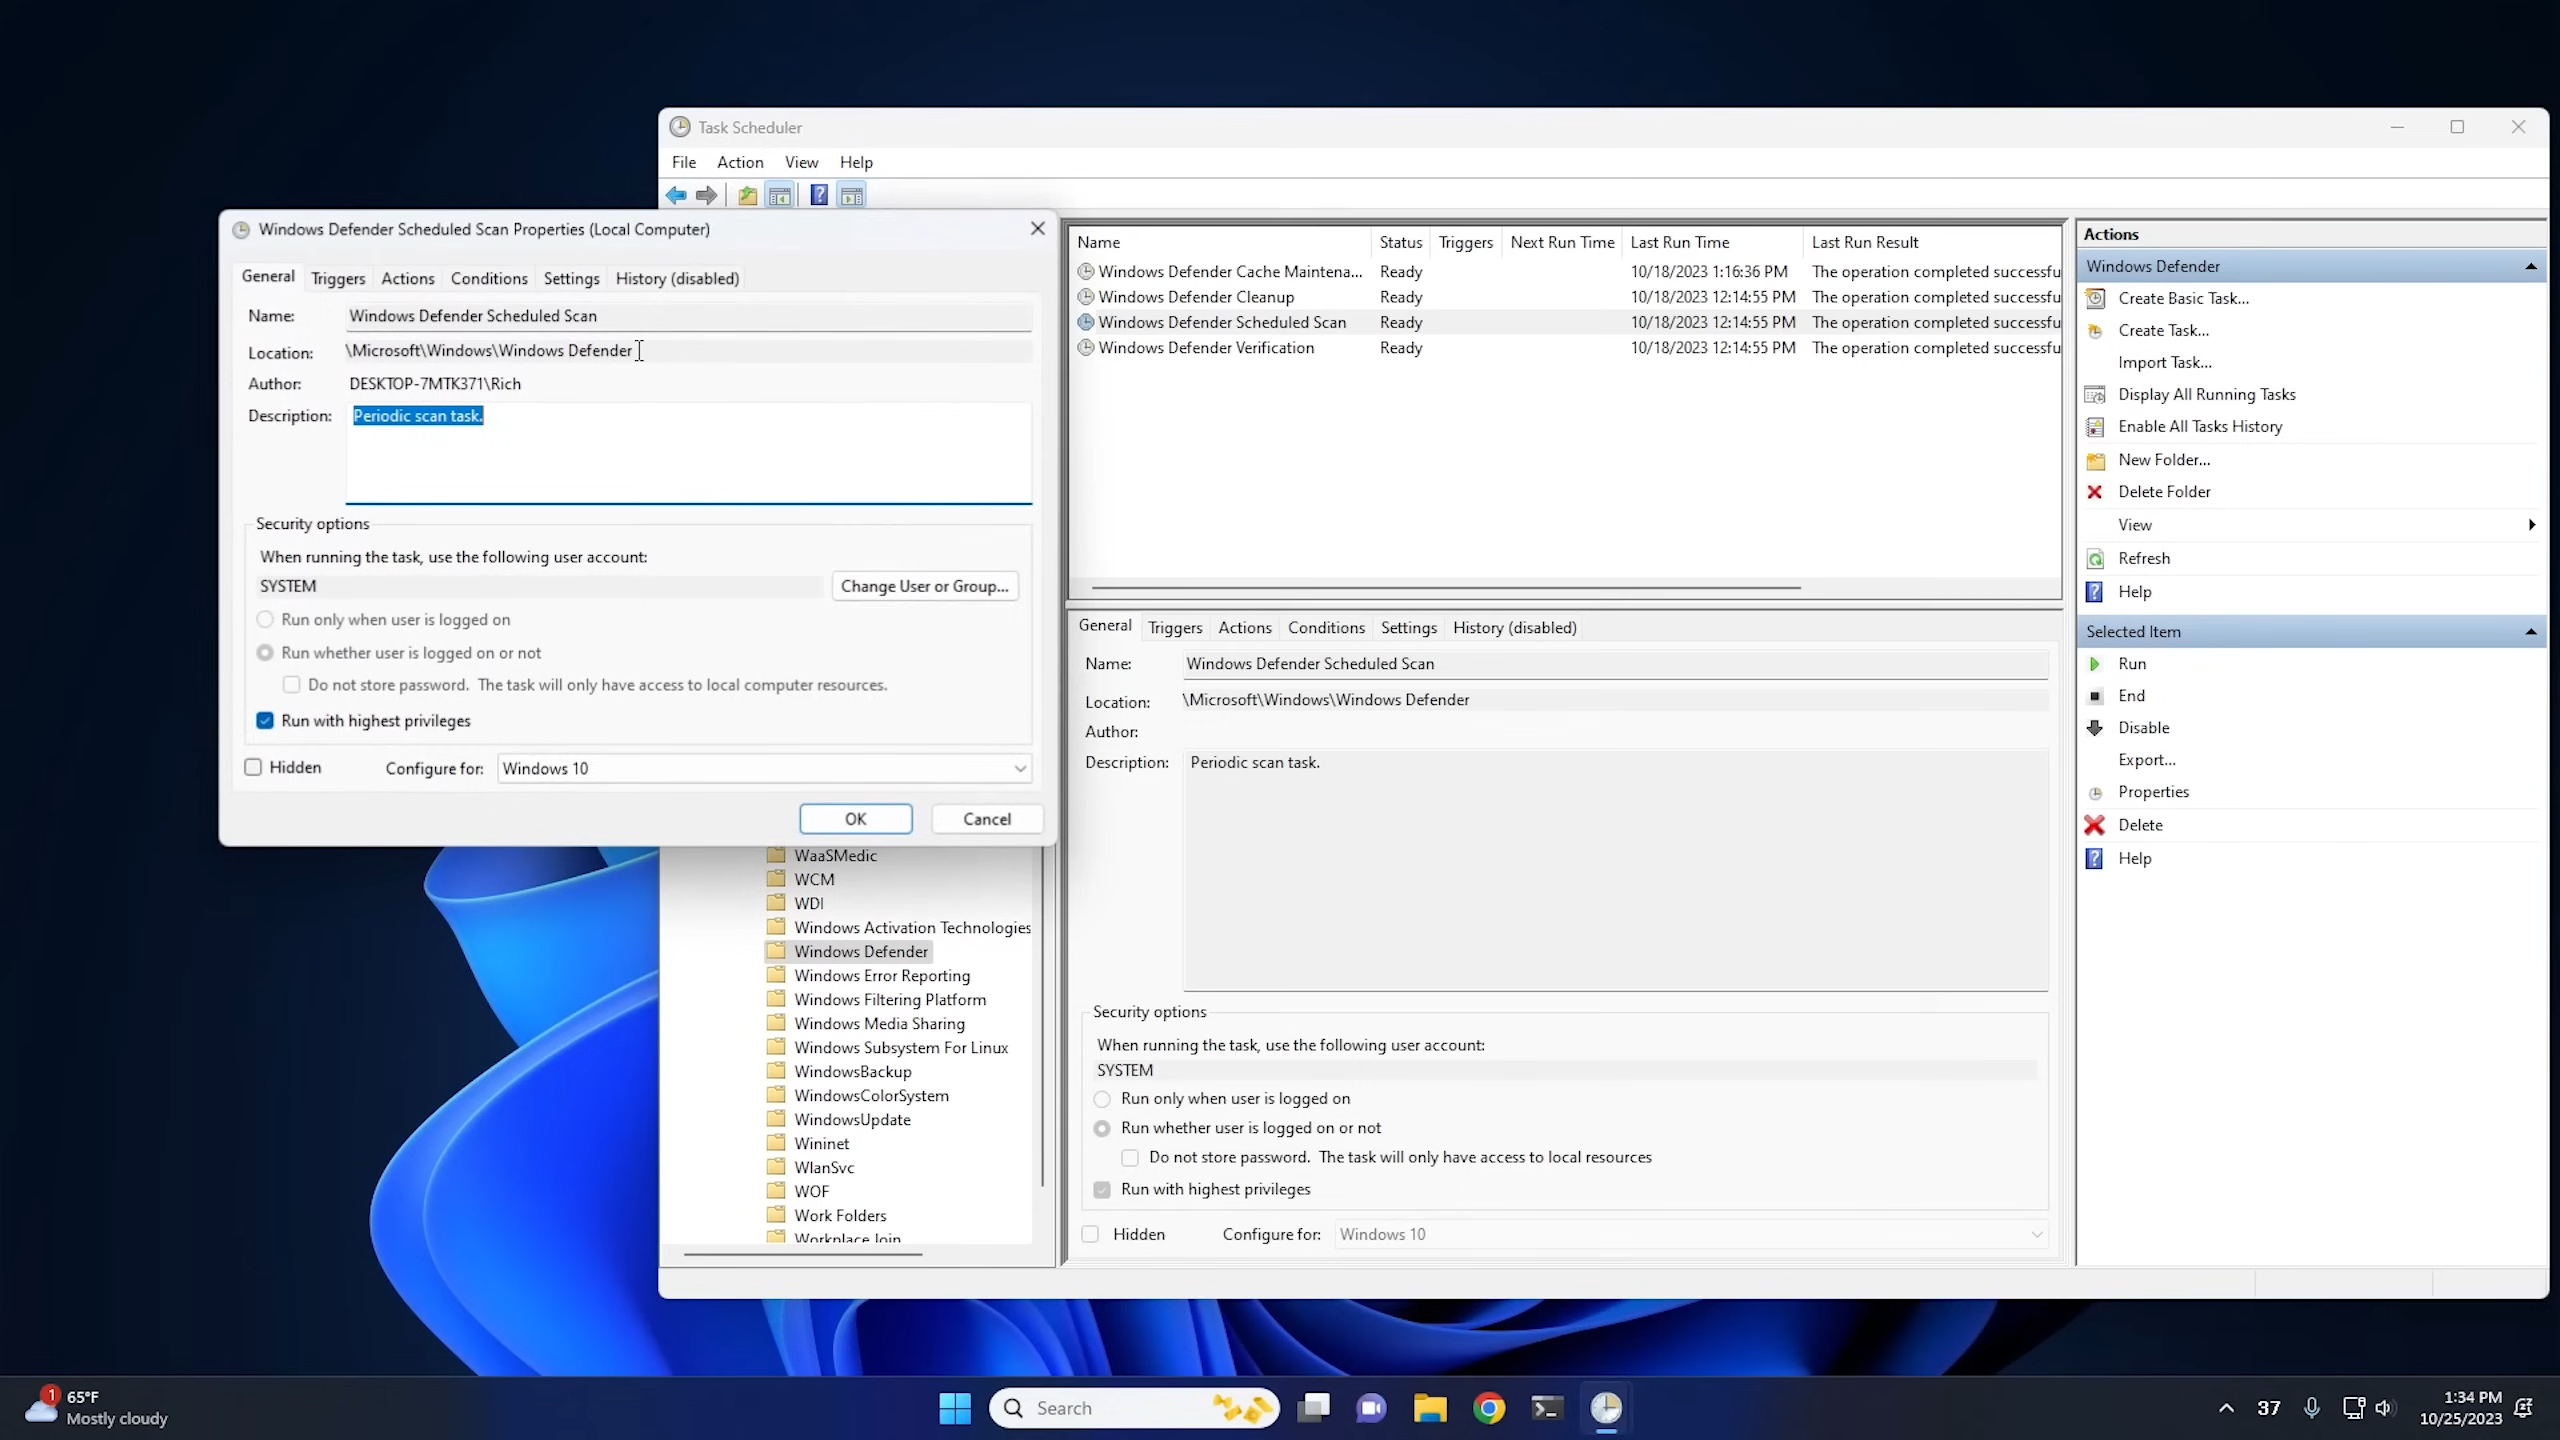 Task Scheduler
File Action View Help
Windows Defender Scheduled Scan Properties (Local Computer)
General Triggers Actions Conditions Settings History (disabled)
Name: Windows Defender Scheduled Scan
Location: \Microsoft\Windows\Windows Defender
Author: DESKTOP-7MTK371\Rich
Description: Periodic scan task.
Security options
When running the task, use the following user account:
SYSTEM Change User or Group...
Run only when user is logged on
Run whether user is logged on or not
Do not store password. The task will only have access to local computer resources.
Run with highest privileges
Hidden Configure for: Windows 10
OK Cancel
WaaSMedic
WCM
WDI
Windows Activation Technologies
Windows Defender
Windows Error Reporting
Windows Filtering Platform
Windows Media Sharing
Windows Subsystem For Linux
WindowsBackup
WindowsColorSystem
WindowsUpdate
Wininet
WlanSvc
WOF
Work Folders
Workplace Join
Name Status Triggers Next Run Time Last Run Time Last Run Result
Windows Defender Cache Maintena... Ready 10/18/2023 1:16:36 PM The operation completed successfu
Windows Defender Cleanup Ready 10/18/2023 12:14:55 PM The operation completed successfu
Windows Defender Scheduled Scan Ready 10/18/2023 12:14:55 PM The operation completed successfu
Windows Defender Verification Ready 10/18/2023 12:14:55 PM The operation completed successfu
General Triggers Actions Conditions Settings History (disabled)
Name: Windows Defender Scheduled Scan
Location: \Microsoft\Windows\Windows Defender
Author:
Description: Periodic scan task.
Security options
When running the task, use the following user account:
SYSTEM
Run only when user is logged on
Run whether user is logged on or not
Do not store password. The task will only have access to local resources
Run with highest privileges
Hidden Configure for: Windows 10
Actions
Windows Defender
Create Basic Task...
Create Task...
Import Task...
Display All Running Tasks
Enable All Tasks History
New Folder...
Delete Folder
View
Refresh
Help
Selected Item
Run
End
Disable
Export...
Properties
Delete
Help
1
65°F
Mostly cloudy
Search
37
1:34 PM
10/25/2023